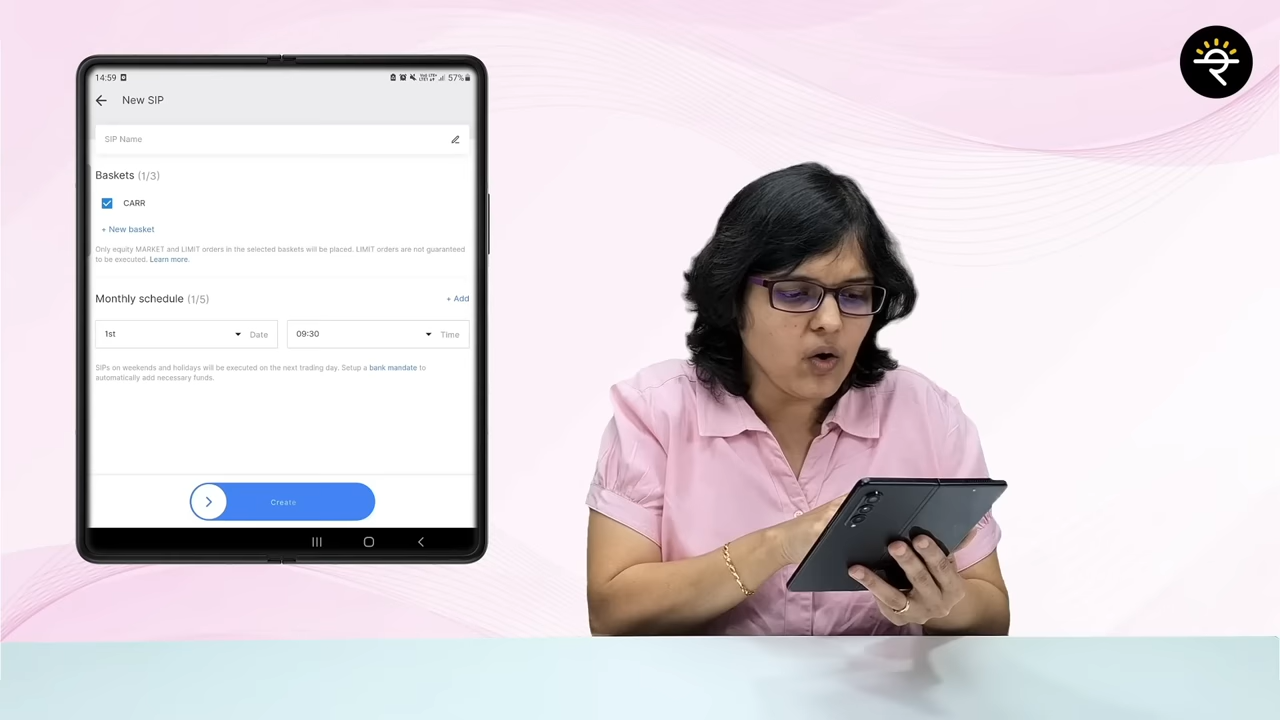 14:59
57%
New SIP
SIP Name
Baskets (1/3)
CARR
+ New basket
Only equity MARKET and LIMIT orders in the selected baskets will be placed. LIMIT orders are not guaranteed
to be executed. Learn more.
Monthly schedule (1/5)
+ Add
1st
Date
09:30
Time
SIPs on weekends and holidays will be executed on the next trading day. Setup a bank mandate to
automatically add necessary funds.
Create